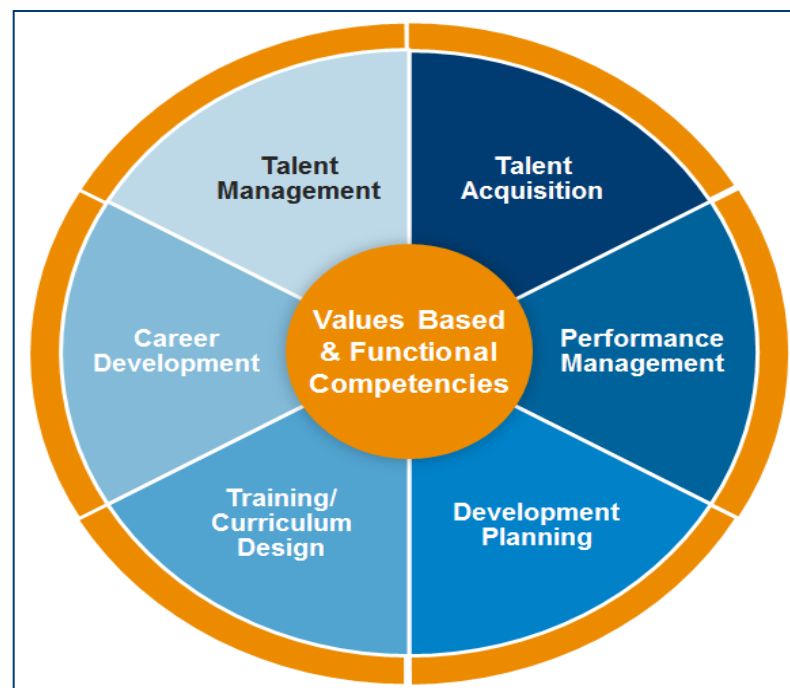 Talent
Management
Talent
Acquisition
Career
Development
Values Based
& Functional
Competencies
Performance
Management
Training/
Curriculum
Design
Development
Planning